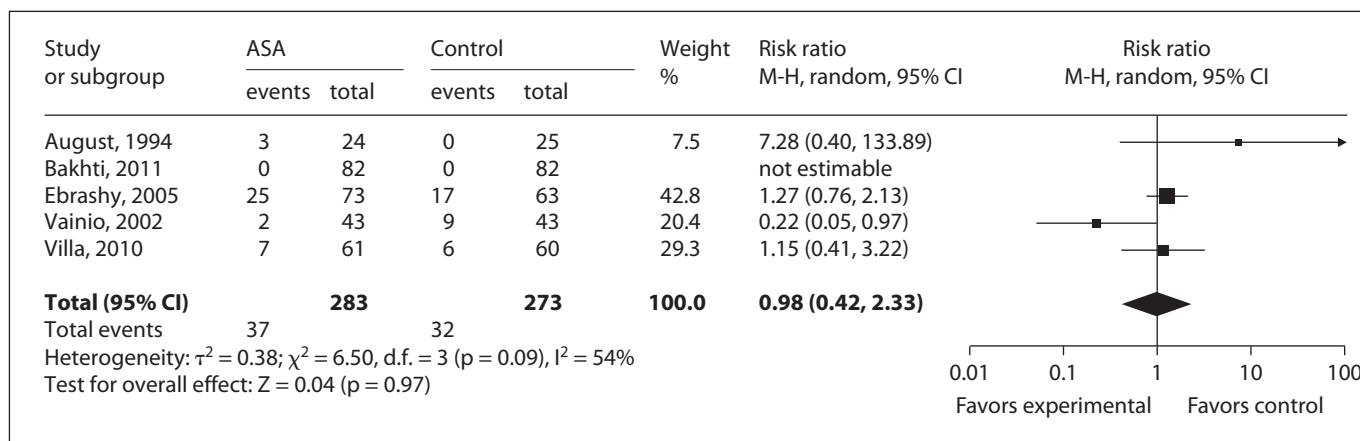 Study ASA Control Weight Risk ratio Risk ratio
or subgroup % M-H, random, 95% CI M-H, random, 95% CI
events total events total
August, 1994 3 24 0 25 7.5 7.28 (0.40, 133.89)
Bakhti, 2011 0 82 0 82 not estimable
Ebrashy, 2005 25 73 17 63 42.8 1.27 (0.76, 2.13)
Vainio, 2002 2 43 9 43 20.4 0.22 (0.05, 0.97)
Villa, 2010 7 61 6 60 29.3 1.15 (0.41, 3.22)
Total (95% CI) 283 273 100.0 0.98 (0.42, 2.33)
Total events 37 32
Heterogeneity: τ² = 0.38; χ² = 6.50, d.f. = 3 (p = 0.09), I² = 54%
Test for overall effect: Z = 0.04 (p = 0.97)
0.01 0.1 1 10 100
Favors experimental Favors control